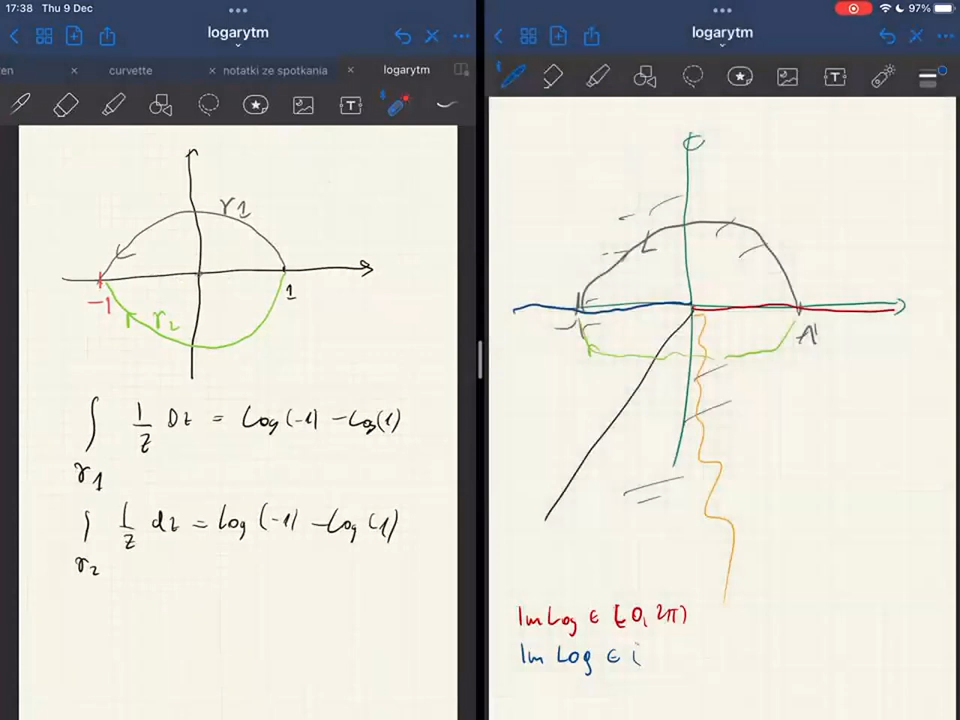 17:38 Thu 9 Dec
97%
logarytm
logarytm
en
curvette
notatki ze spotkania
logarytm
T
T
γ1
-1
1
γ2
∫ 1/z Dz = Log(-1) - Log(1)
γ1
∫ 1/z dz = Log(-1) - Log(1)
γ2
Im Log ∈ [0, 2π)
Im Log ∈ i